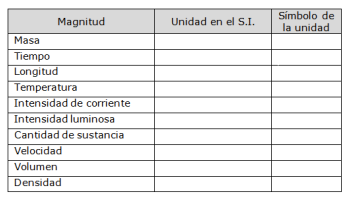 Magnitud Unidad en el S.I. Símbolo de
la unidad
Masa
Tiempo
Longitud
Temperatura
Intensidad de corriente
Intensidad luminosa
Cantidad de sustancia
Velocidad
Volumen
Densidad